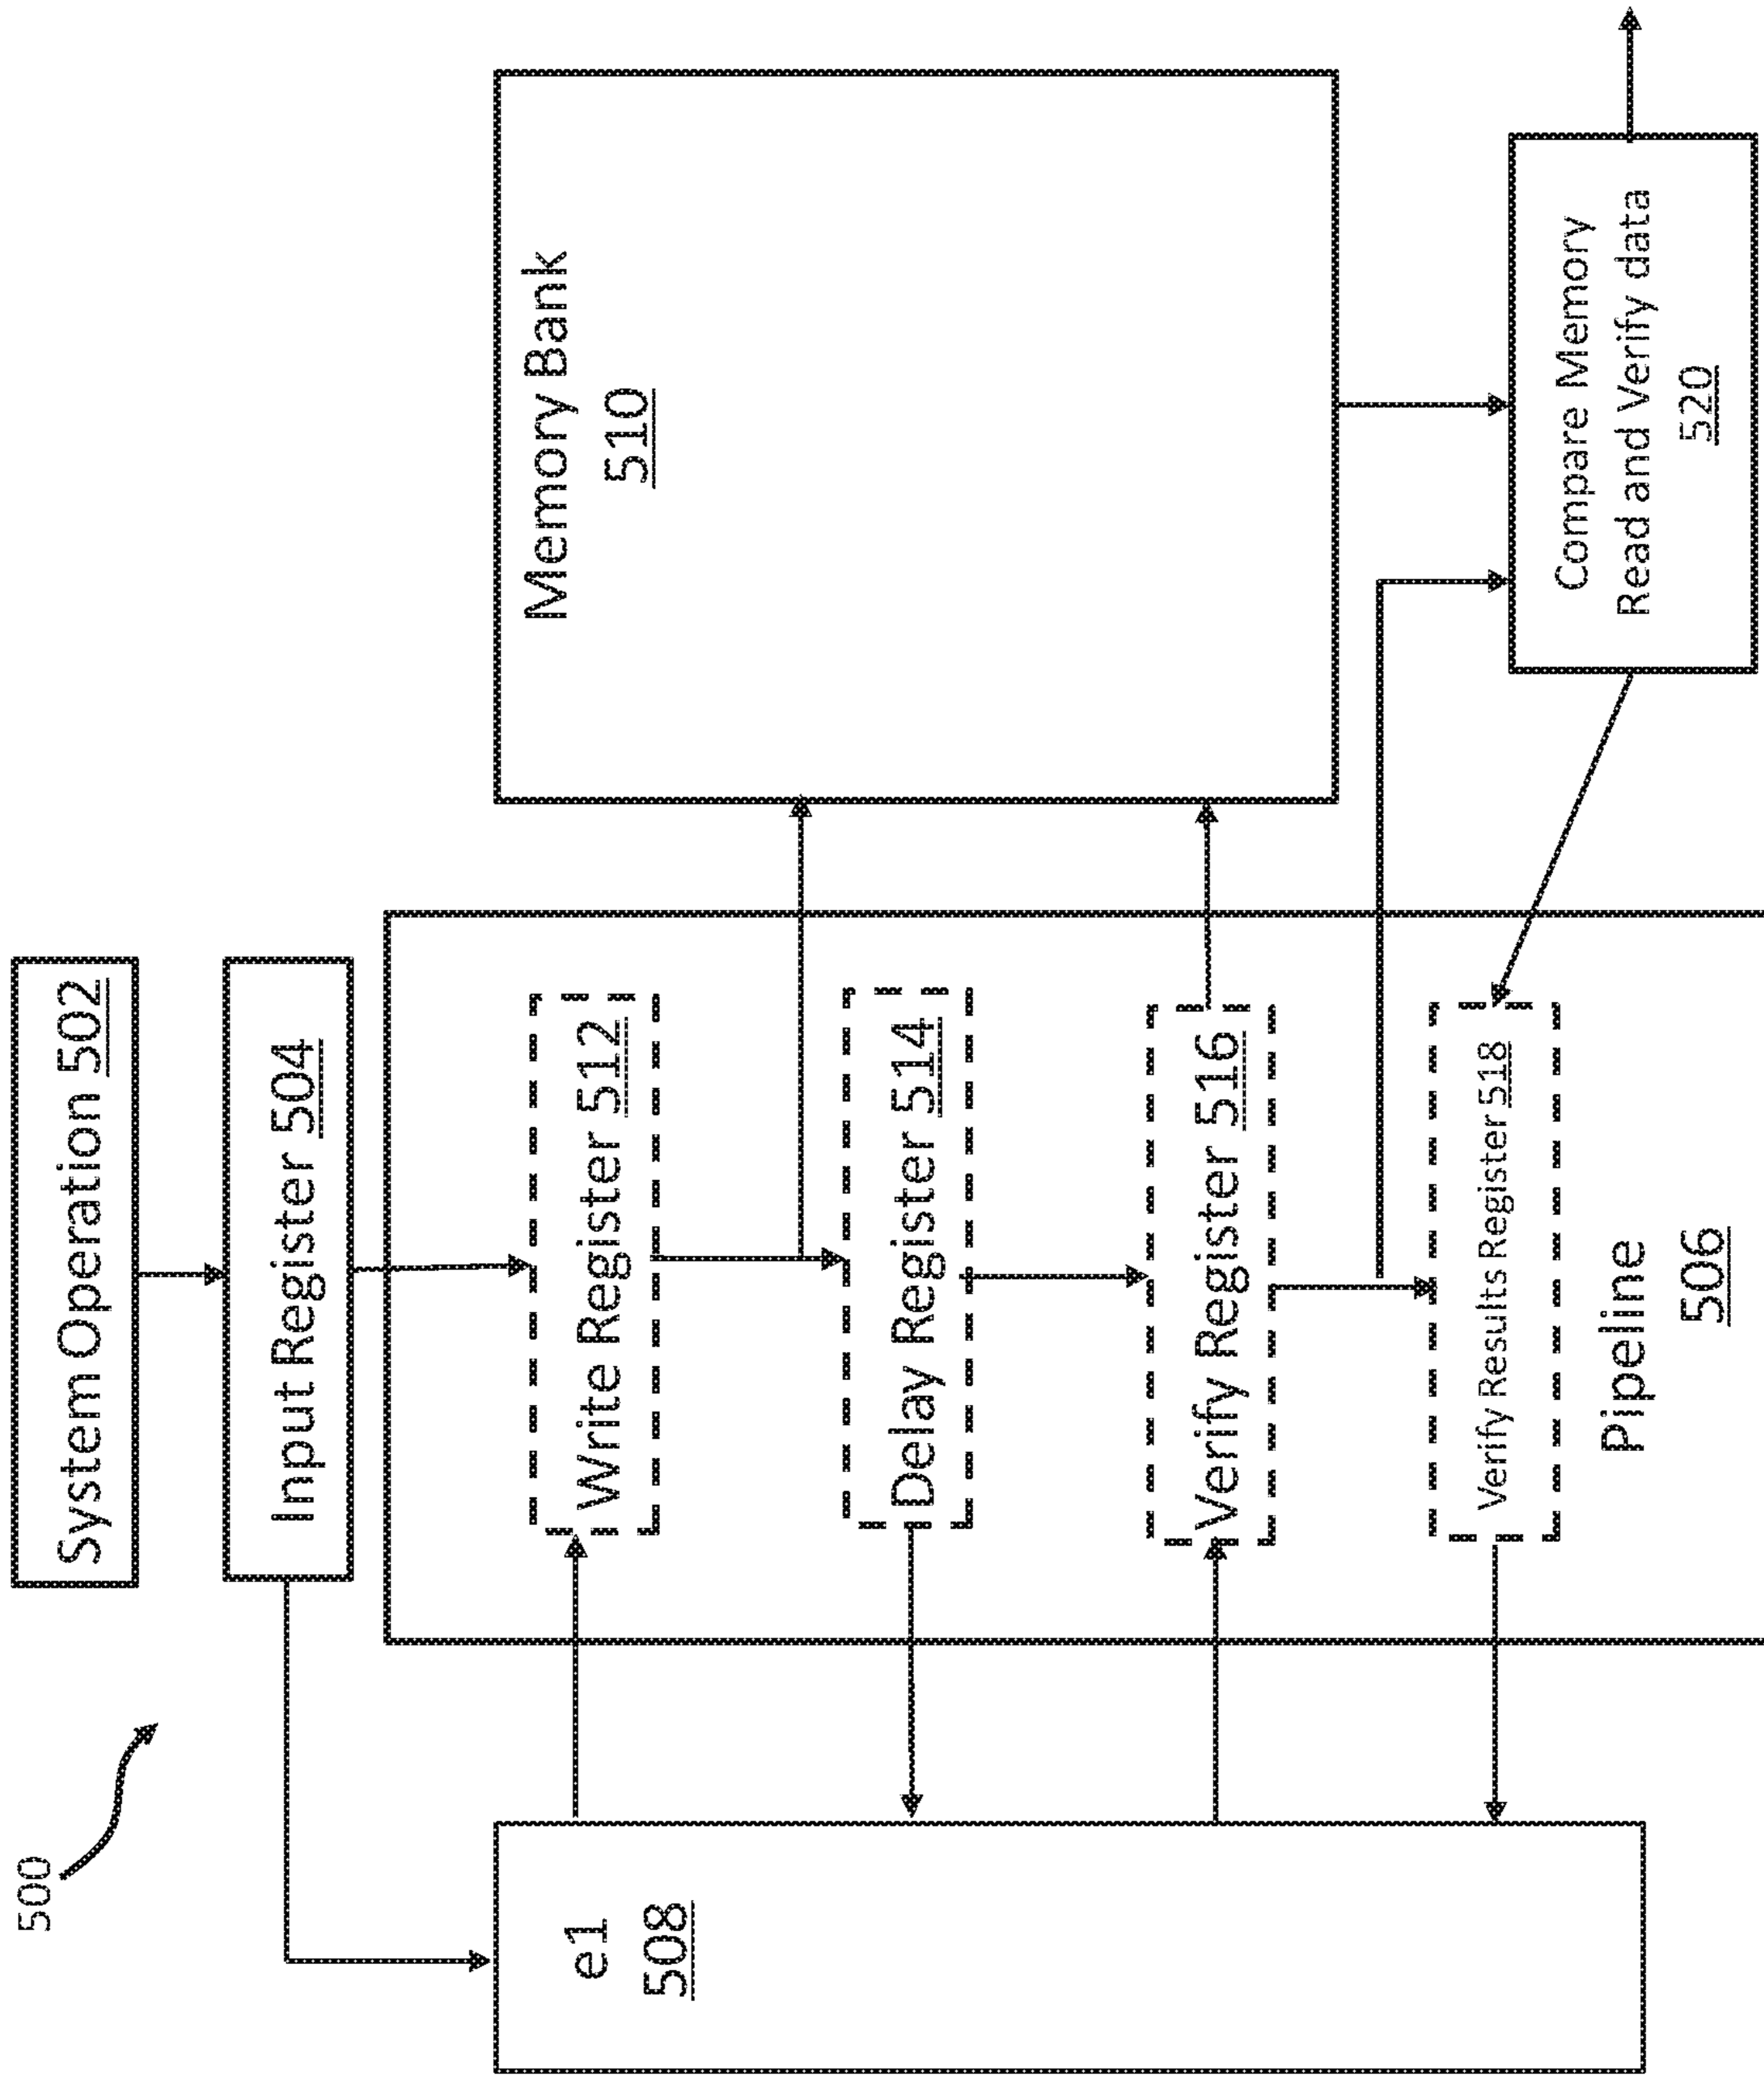 500
System Operation 502
Input Register 504
e1
508
Write Register 512
Delay Register 514
Verify Register 516
Verify Results Register 518
Pipeline
506
Memory Bank
510
Compare Memory
Read and Verify data
520